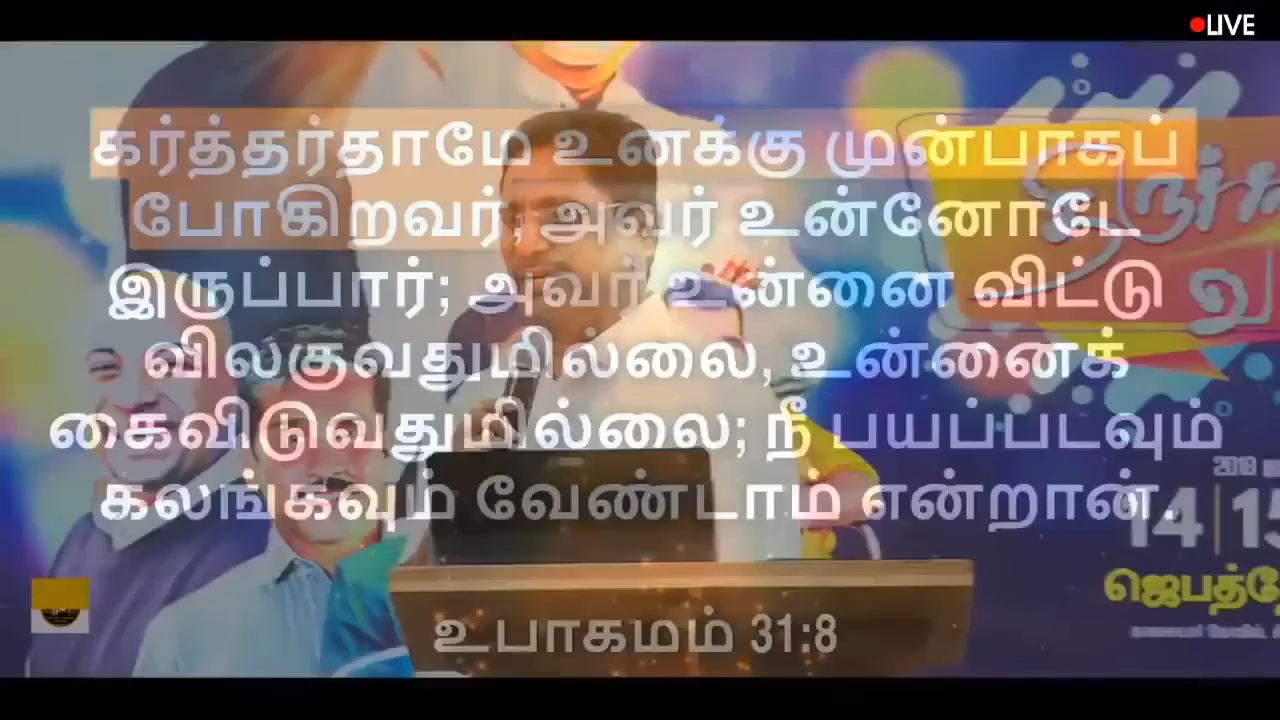 LIVE
கர்த்தர்தாமே உனக்கு முன்பாகப்
போகிறவர், அவர் உன்னோடே
இருப்பார்; அவர் உன்னை விட்டு
விலகுவதுமில்லை, உன்னைக்
கைவிடுவதுமில்லை; நீ பயப்படவும்
கலங்கவும் வேண்டாம் என்றான்.
உபாகமம் 31:8
2018
14 | 15
ஜெபத்